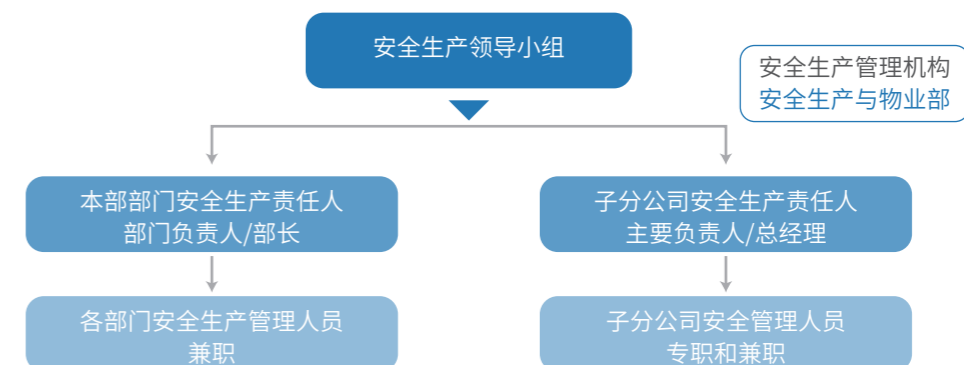 安全生产领导小组
安全生产管理机构
安全生产与物业部
本部部门安全生产责任人
部门负责人/部长
子分公司安全生产责任人
主要负责人/总经理
各部门安全生产管理人员
兼职
子分公司安全管理人员
专职和兼职